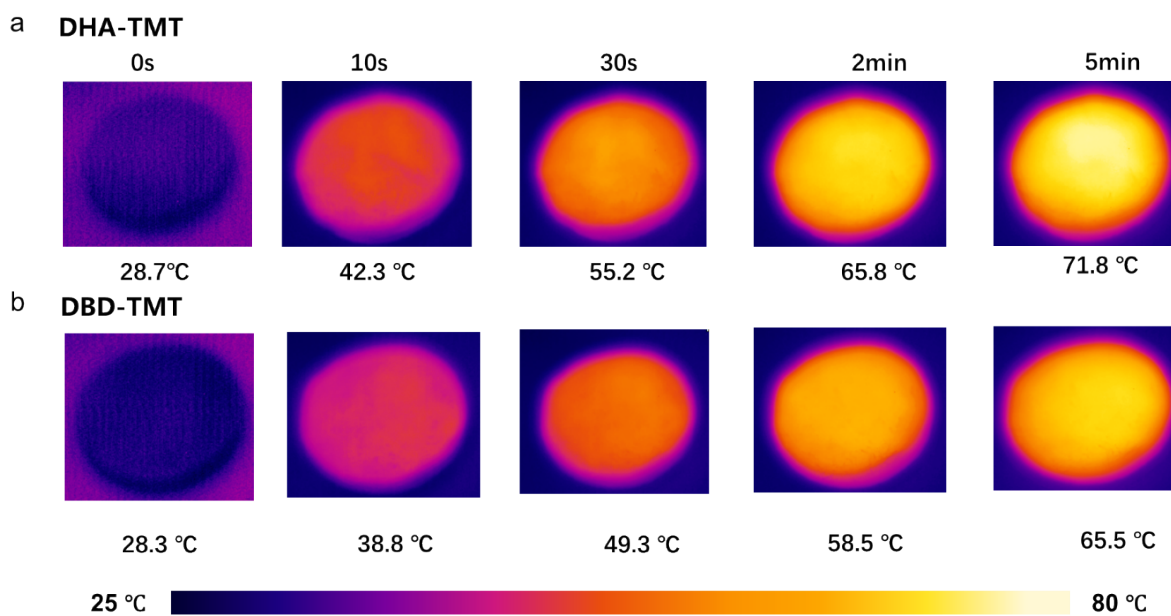 a DHA-TMT
0s 10s 30s 2min 5min
28.7℃ 42.3 ℃ 55.2 ℃ 65.8 ℃ 71.8 ℃
b DBD-TMT
28.3 ℃ 38.8 ℃ 49.3 ℃ 58.5 ℃ 65.5 ℃
25 ℃ 80 ℃